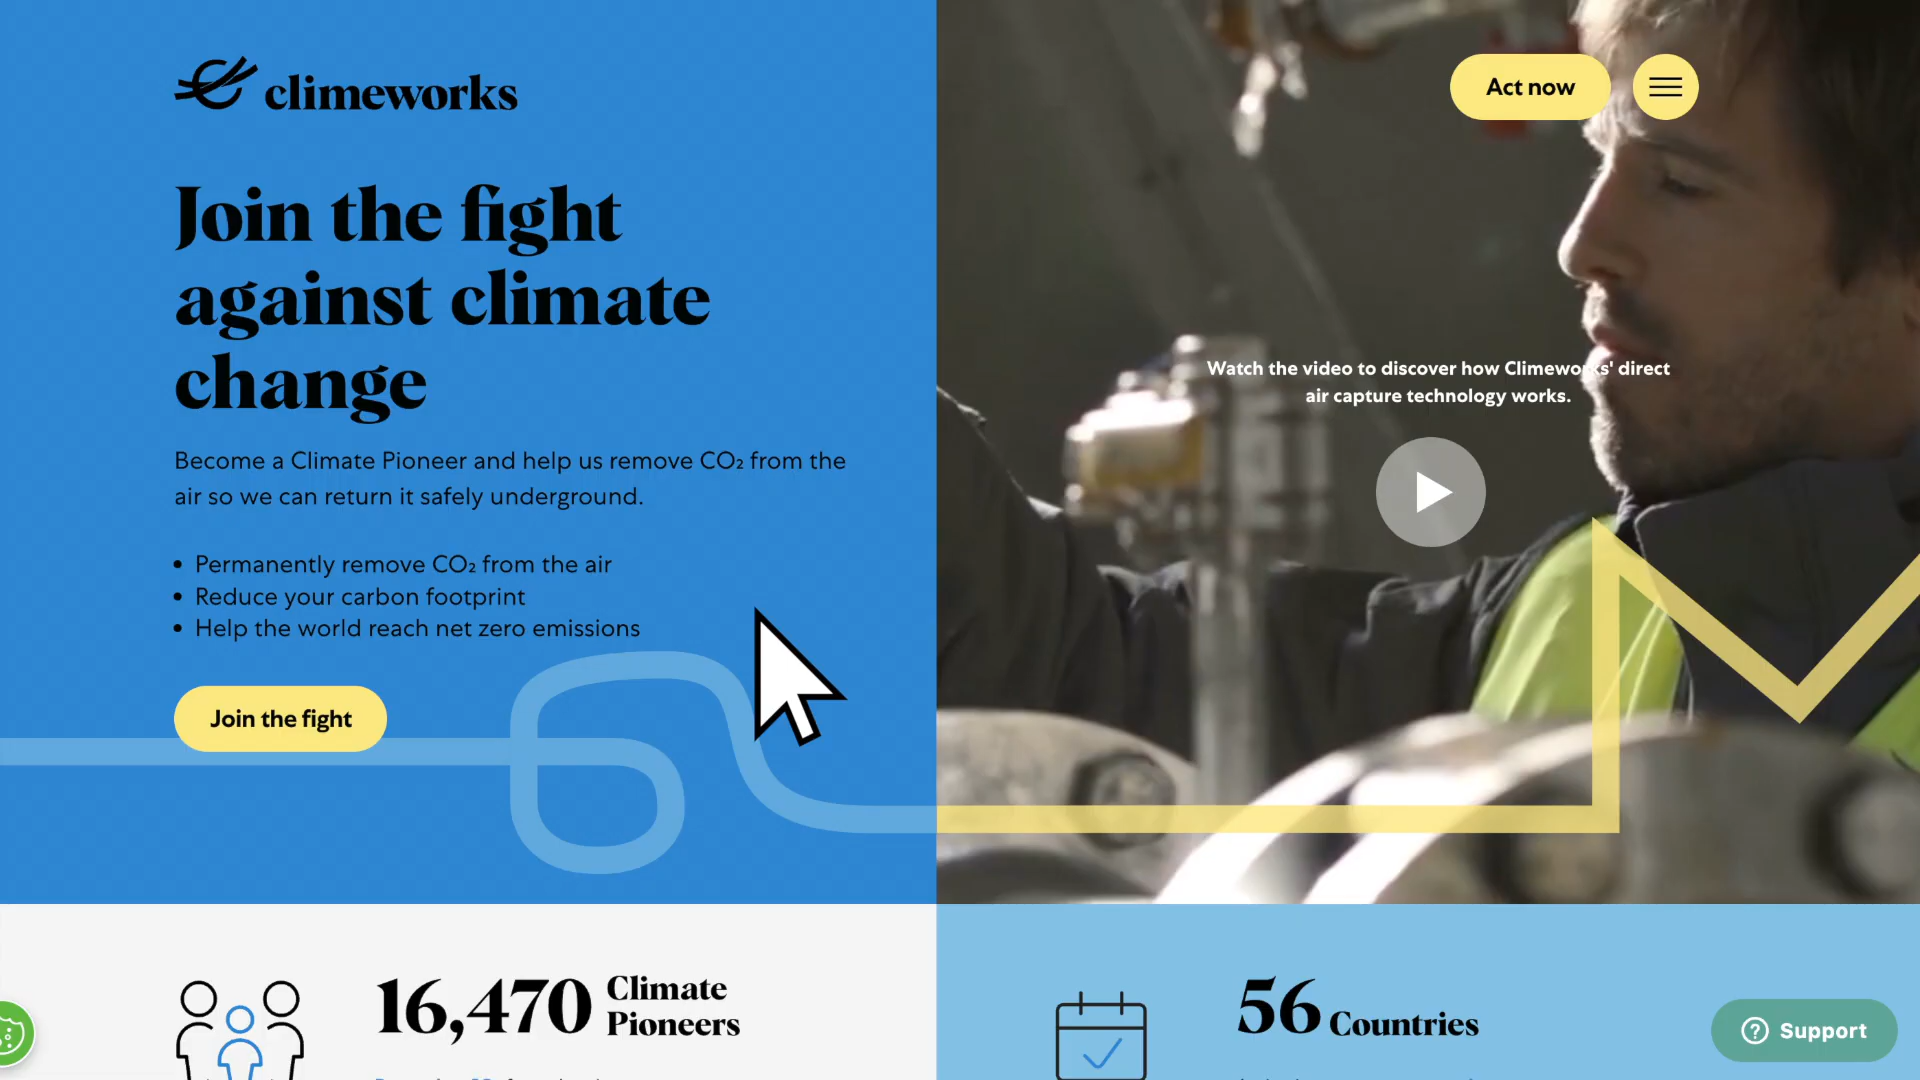 climeworks
Act now
Join the fight
against climate
change
Become a Climate Pioneer and help us remove CO₂ from the
air so we can return it safely underground.
• Permanently remove CO₂ from the air
• Reduce your carbon footprint
• Help the world reach net zero emissions
Join the fight
Watch the video to discover how Climeworks' direct
air capture technology works.
16,470 Climate
Pioneers
56 Countries
Support